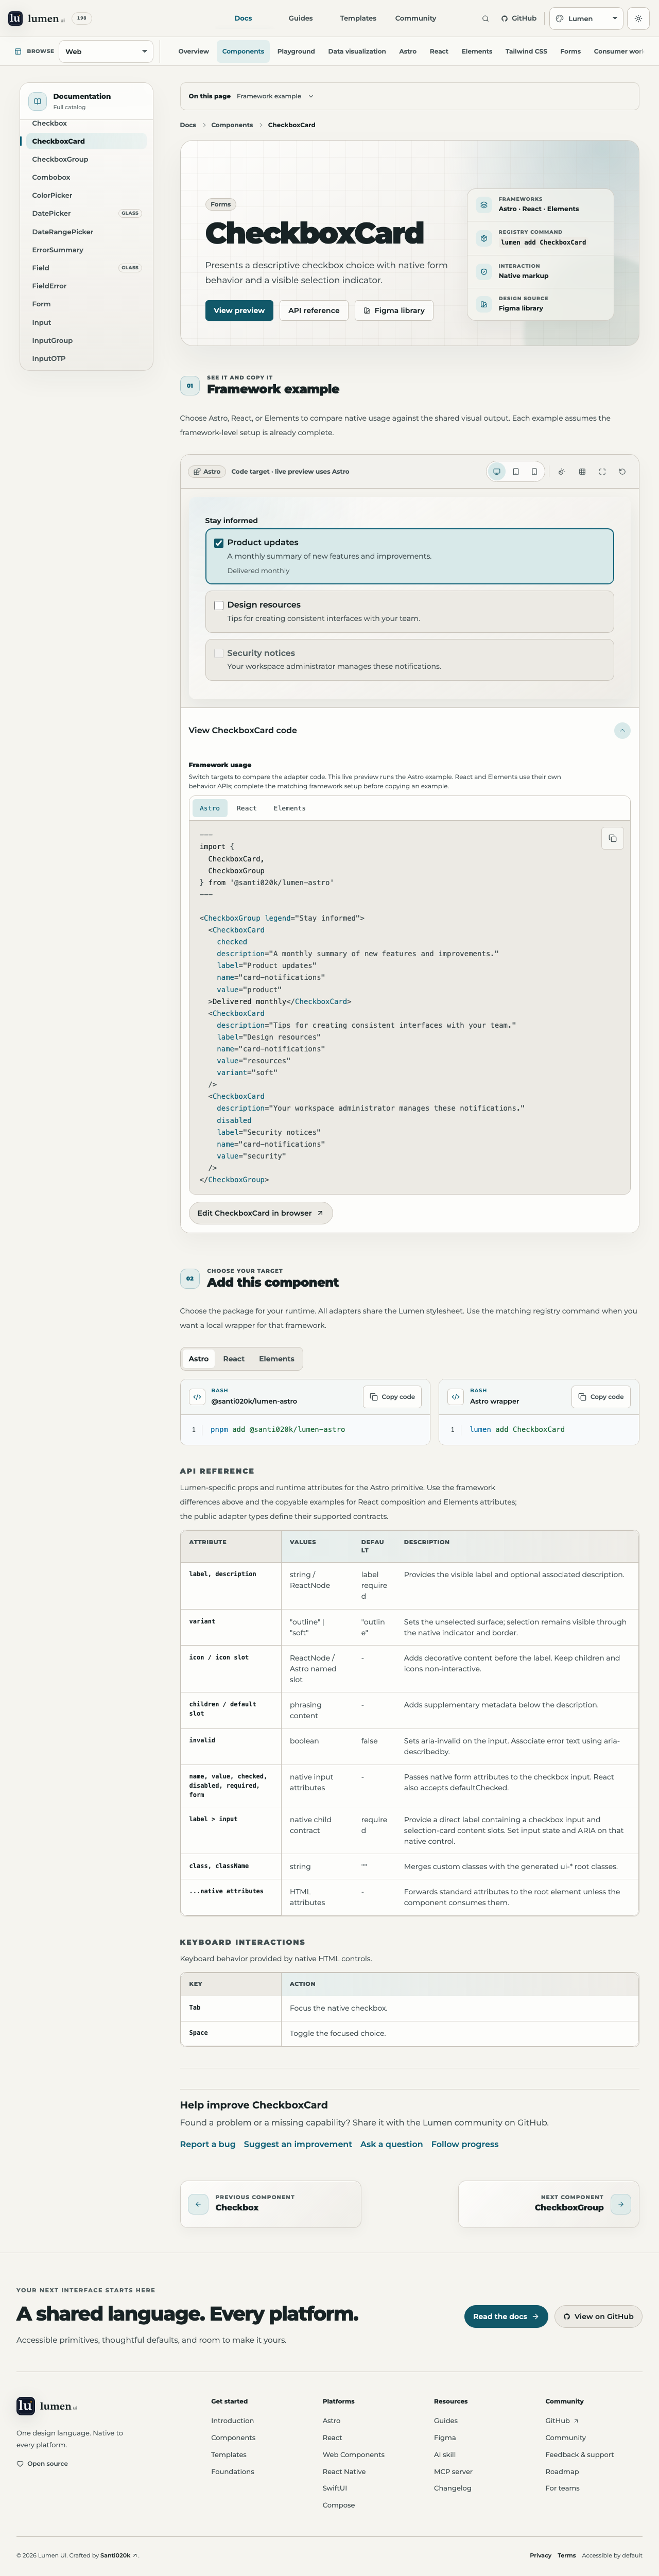 lu lumen ui 198
Docs
Guides
Templates
Community
GitHub
Lumen
BROWSE
Web
Overview
Components
Playground
Data visualization
Astro
React
Elements
Tailwind CSS
Forms
Documentation
Full catalog
Checkbox
CheckboxCard
CheckboxGroup
Combobox
ColorPicker
DatePicker GLASS
DateRangePicker
ErrorSummary
Field GLASS
FieldError
Form
Input
InputGroup
InputOTP
On this page Framework example
Docs > Components > CheckboxCard
Forms
CheckboxCard
Presents a descriptive checkbox choice with native form
behavior and a visible selection indicator.
View preview
API reference
Figma library
FRAMEWORKS
Astro · React · Elements
REGISTRY COMMAND
lumen add CheckboxCard
INTERACTION
Native markup
DESIGN SOURCE
Figma library
01
SEE IT AND COPY IT
Framework example
Choose Astro, React, or Elements to compare native usage against the shared visual output. Each example assumes the
framework-level setup is already complete.
Astro Code target · live preview uses Astro
Stay informed
Product updates
A monthly summary of new features and improvements.
Delivered monthly
Design resources
Tips for creating consistent interfaces with your team.
Security notices
Your workspace administrator manages these notifications.
View CheckboxCard code
Framework usage
Switch targets to compare the adapter code. This live preview runs the Astro example. React and Elements use their own
behavior APIs; complete the matching framework setup before copying an example.
Astro React Elements
---
import {
CheckboxCard,
CheckboxGroup
} from '@santi020k/lumen-astro'
---
<CheckboxGroup legend="Stay informed">
<CheckboxCard
checked
description="A monthly summary of new features and improvements."
label="Product updates"
name="card-notifications"
value="product"
>Delivered monthly</CheckboxCard>
<CheckboxCard
description="Tips for creating consistent interfaces with your team."
label="Design resources"
name="card-notifications"
value="resources"
variant="soft"
/>
<CheckboxCard
description="Your workspace administrator manages these notifications."
disabled
label="Security notices"
name="card-notifications"
value="security"
/>
</CheckboxGroup>
Edit CheckboxCard in browser
02
CHOOSE YOUR TARGET
Add this component
Choose the package for your runtime. All adapters share the Lumen stylesheet. Use the matching registry command when you
want a local wrapper for that framework.
Astro React Elements
BASH
@santi020k/lumen-astro
Copy code
1 pnpm add @santi020k/lumen-astro
BASH
Astro wrapper
Copy code
1 lumen add CheckboxCard
API REFERENCE
Lumen-specific props and runtime attributes for the Astro primitive. Use the framework
differences above and the copyable examples for React composition and Elements attributes;
the public adapter types define their supported contracts.
ATTRIBUTE VALUES DEFAULT DESCRIPTION
label, description string / ReactNode label required Provides the visible label and optional associated description.
variant "outline" | "soft" "outline" Sets the unselected surface; selection remains visible through the native indicator and border.
icon / icon slot ReactNode / Astro named slot - Adds decorative content before the label. Keep children and icons non-interactive.
children / default slot phrasing content - Adds supplementary metadata below the description.
invalid boolean false Sets aria-invalid on the input. Associate error text using aria-describedby.
name, value, checked, disabled, required, form native input attributes - Passes native form attributes to the checkbox input. React also accepts defaultChecked.
label > input native child contract required Provide a direct label containing a checkbox input and selection-card content slots. Set input state and ARIA on that native control.
class, className string "" Merges custom classes with the generated ui-* root classes.
...native attributes HTML attributes - Forwards standard attributes to the root element unless the component consumes them.
KEYBOARD INTERACTIONS
Keyboard behavior provided by native HTML controls.
KEY ACTION
Tab Focus the native checkbox.
Space Toggle the focused choice.
Help improve CheckboxCard
Found a problem or a missing capability? Share it with the Lumen community on GitHub.
Report a bug Suggest an improvement Ask a question Follow progress
PREVIOUS COMPONENT
Checkbox
NEXT COMPONENT
CheckboxGroup
YOUR NEXT INTERFACE STARTS HERE
A shared language. Every platform.
Accessible primitives, thoughtful defaults, and room to make it yours.
Read the docs
View on GitHub
lu lumen ui
One design language. Native to
every platform.
Open source
Get started
Introduction
Components
Templates
Foundations
Platforms
Astro
React
Web Components
React Native
SwiftUI
Compose
Resources
Guides
Figma
AI skill
MCP server
Changelog
Community
GitHub
Community
Feedback & support
Roadmap
For teams
© 2026 Lumen UI. Crafted by Santi020k.
Privacy Terms Accessible by default